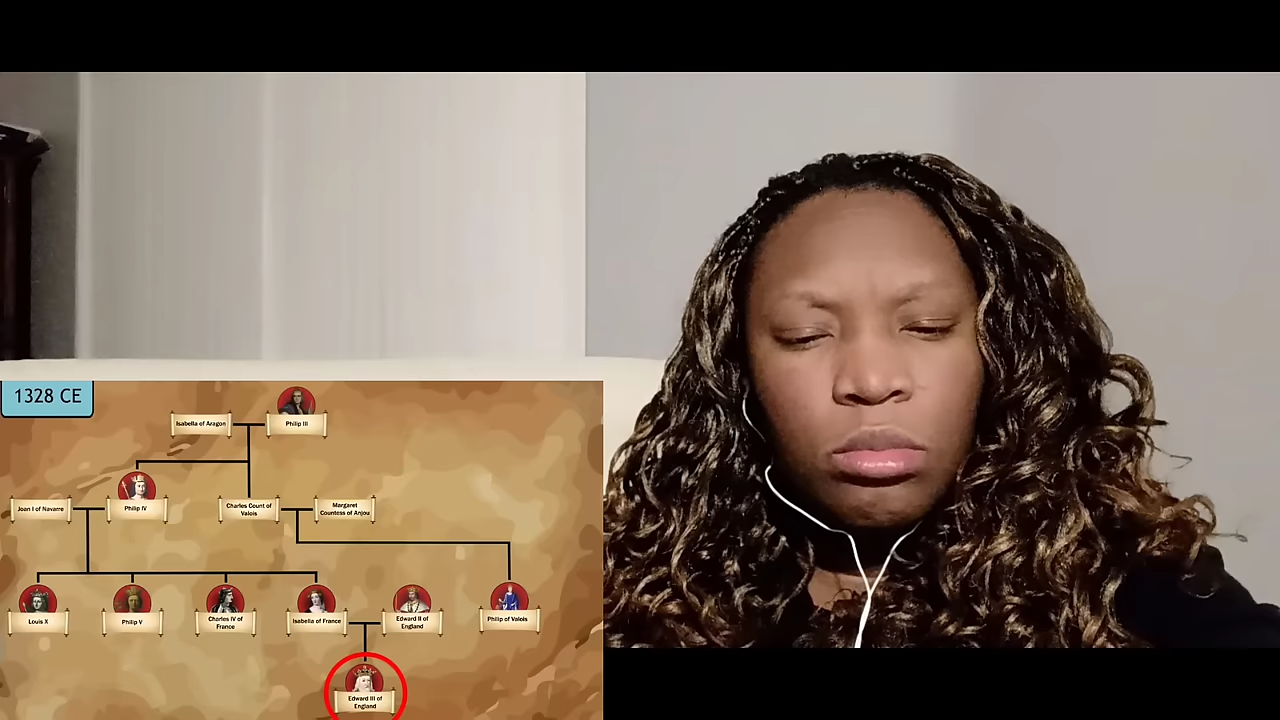 1328 CE
Isabella of Aragon
Philip III
Joan I of Navarre
Philip IV
Charles Count of
Valois
Margaret
Countess of Anjou
Louis X
Philip V
Charles IV of
France
Isabella of France
Edward II of
England
Philip of Valois
Edward III of
England